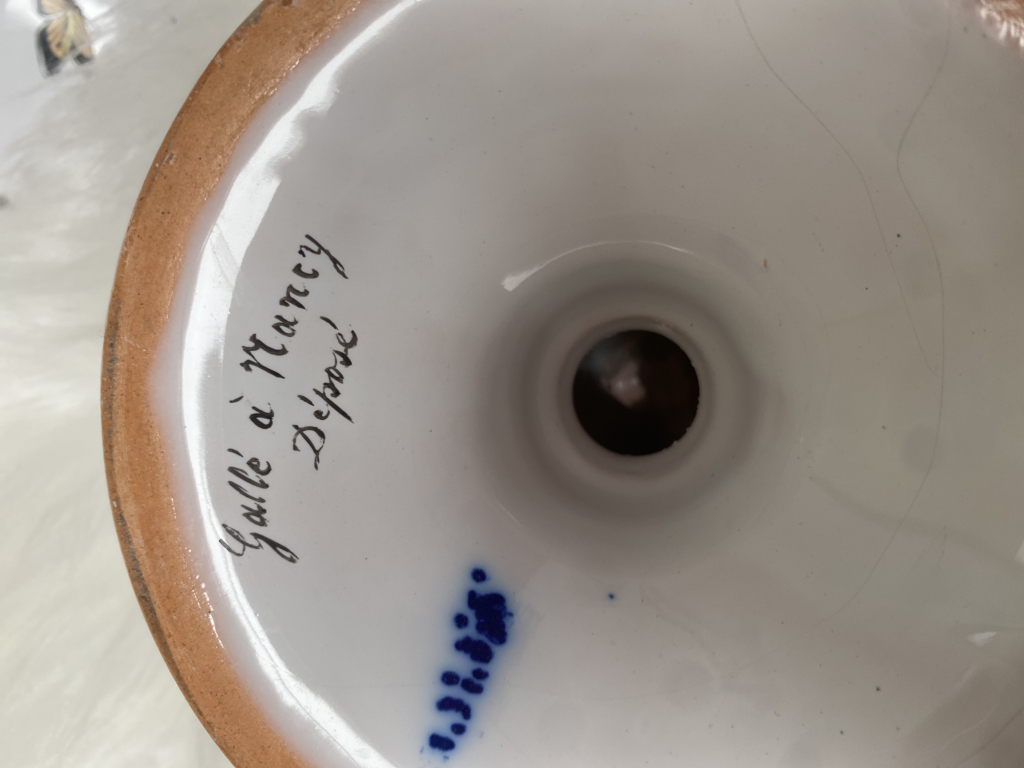 Gallé à Nancy
Déposé